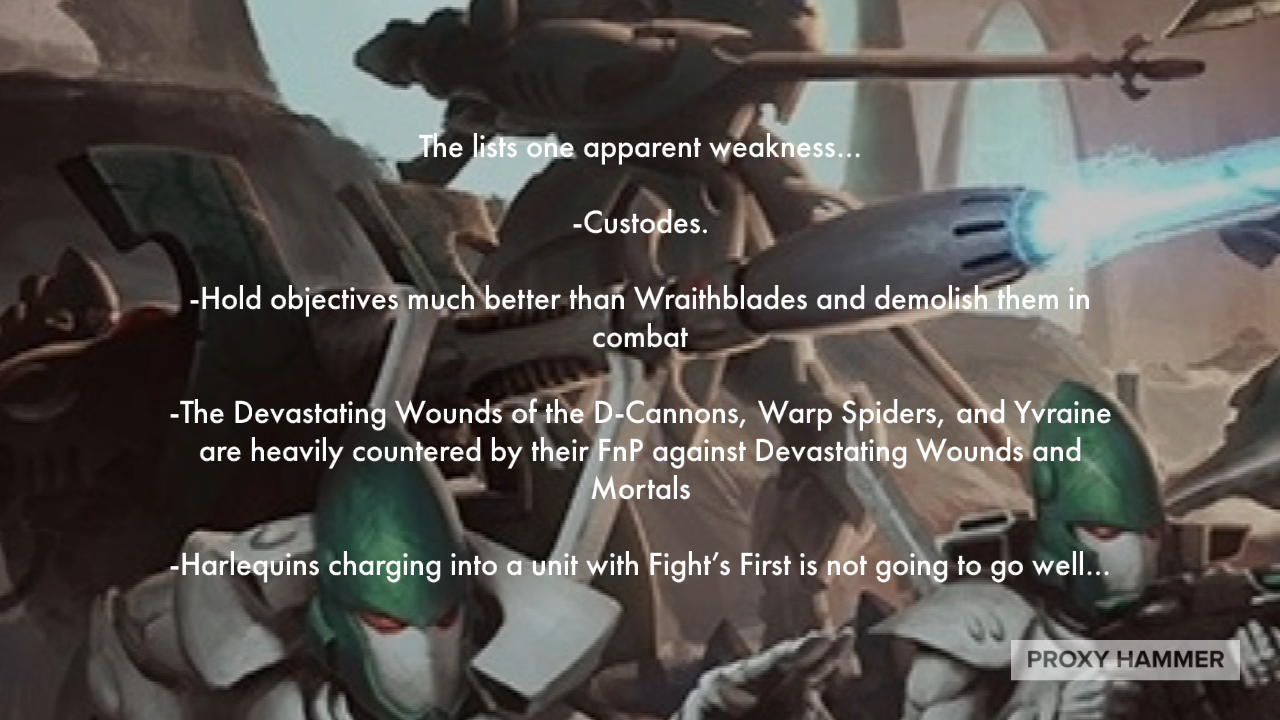 The lists one apparent weakness...
-Custodes.
-Hold objectives much better than Wraithblades and demolish them in
combat
-The Devastating Wounds of the D-Cannons, Warp Spiders, and Yvraine
are heavily countered by their FnP against Devastating Wounds and
Mortals
-Harlequins charging into a unit with Fight’s First is not going to go well...
PROXY HAMMER